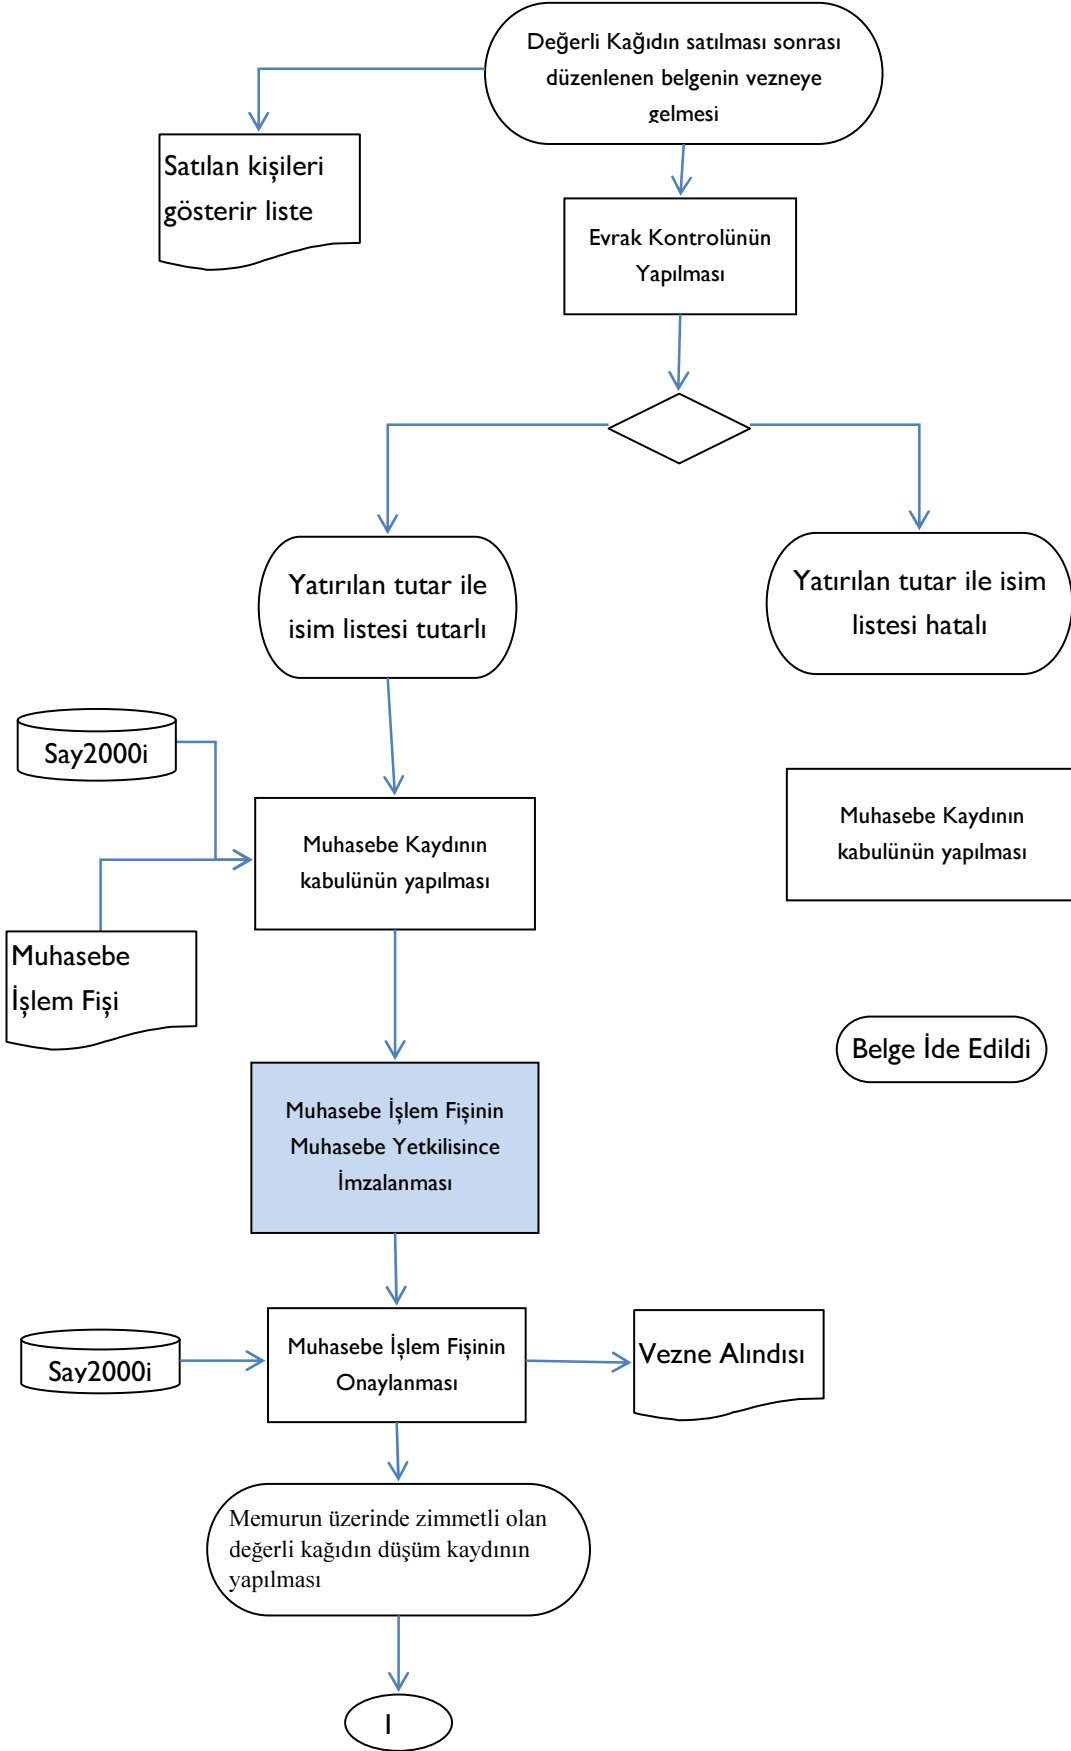 Değerli Kağıdın satılması sonrası
düzenlenen belgenin vezneye
gelmesi
Satılan kişileri
gösterir liste
Evrak Kontrolünün
Yapılması
Yatırılan tutar ile
isim listesi tutarlı
Yatırılan tutar ile isim
listesi hatalı
Say2000i
Muhasebe Kaydının
kabulünün yapılması
Muhasebe Kaydının
kabulünün yapılması
Muhasebe
İşlem Fişi
Belge İde Edildi
Muhasebe İşlem Fişinin
Muhasebe Yetkilisince
İmzalanması
Say2000i
Muhasebe İşlem Fişinin
Onaylanması
Vezne Alındısı
Memurun üzerinde zimmetli olan
değerli kağıdın düşüm kaydının
yapılması
I